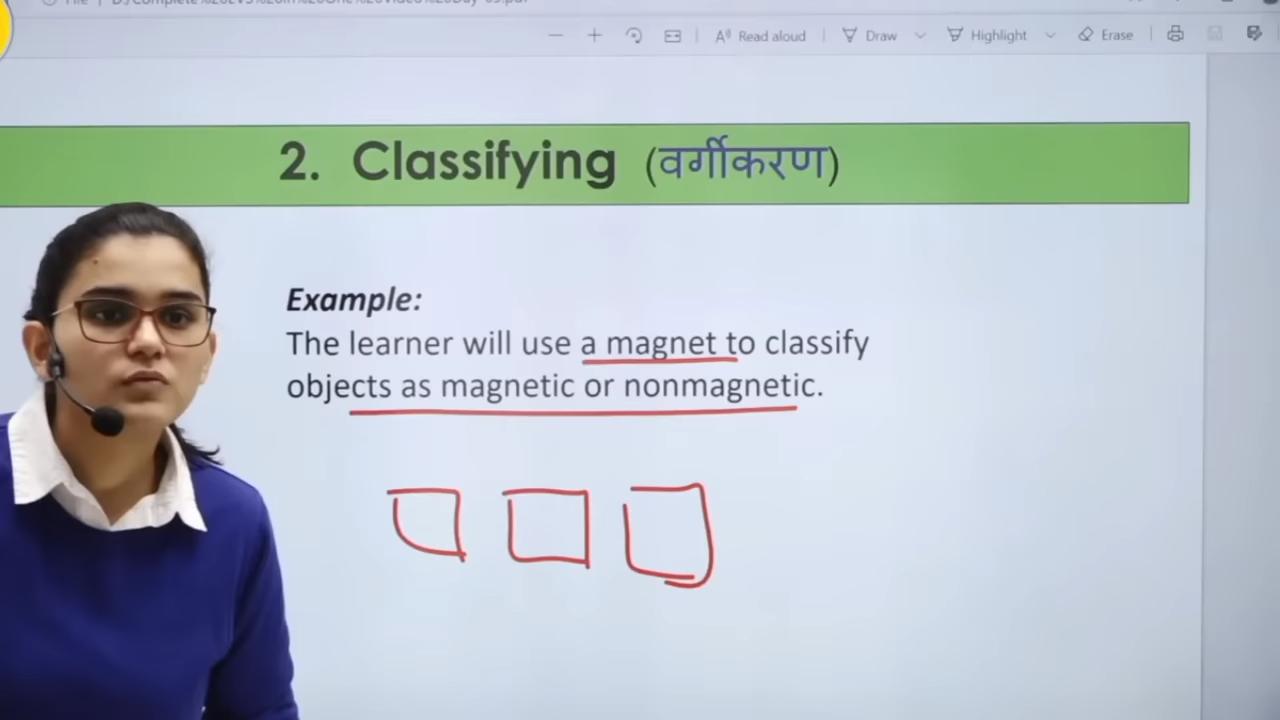 Read aloud
Draw
Highlight
Erase
2. Classifying (वर्गीकरण)
Example:
The learner will use a magnet to classify
objects as magnetic or nonmagnetic.